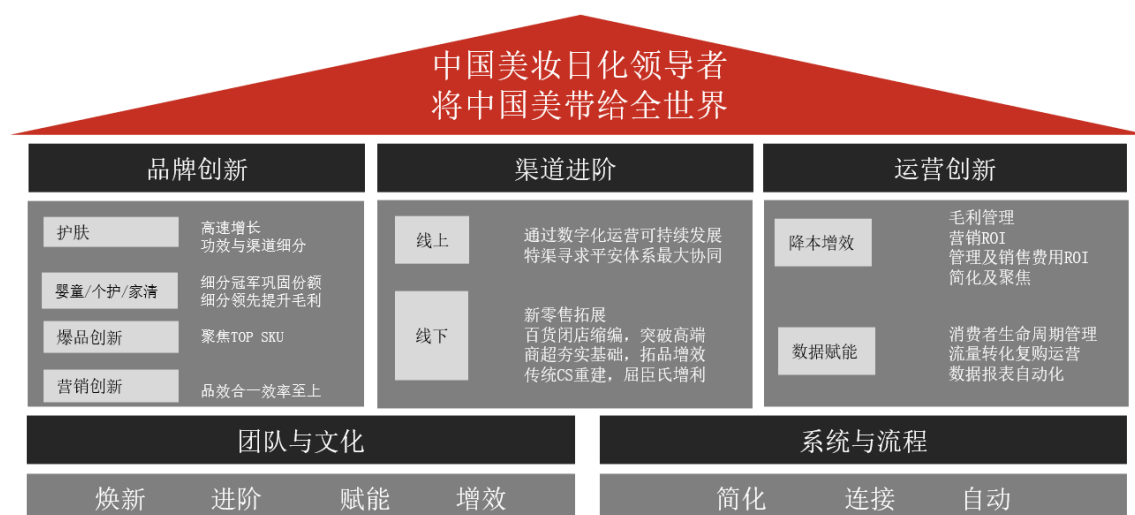 中国美妆日化领导者
将中国美带给全世界
品牌创新
护肤
高速增长
功效与渠道细分
婴童/个护/家清
细分冠军巩固份额
细分领先提升毛利
爆品创新
聚焦TOP SKU
营销创新
品效合一效率至上
渠道进阶
线上
通过数字化运营可持续发展
特渠寻求平安体系最大协同
线下
新零售拓展
百货闭店缩编，突破高端
商超夯实基础，拓品增效
传统CS重建，屈臣氏增利
运营创新
降本增效
毛利管理
营销ROI
管理及销售费用ROI
简化及聚焦
数据赋能
消费者生命周期管理
流量转化复购运营
数据报表自动化
团队与文化
焕新 进阶 赋能 增效
系统与流程
简化 连接 自动